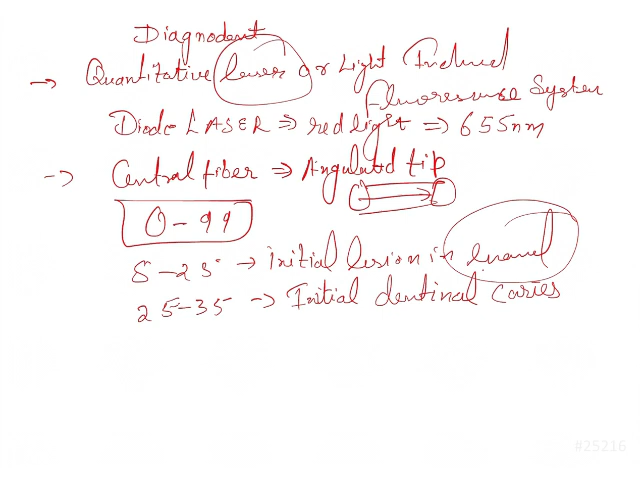 Diagnodent
→ Quantitative laser or Light Induced
Fluorescence System
Diode LASER ⇒ red light ⇒ 655nm
→ Central fiber ⇒ Angulated tip
0-99
5-25 → Initial lesion in enamel
25-35 → Initial dentinal caries
#25216